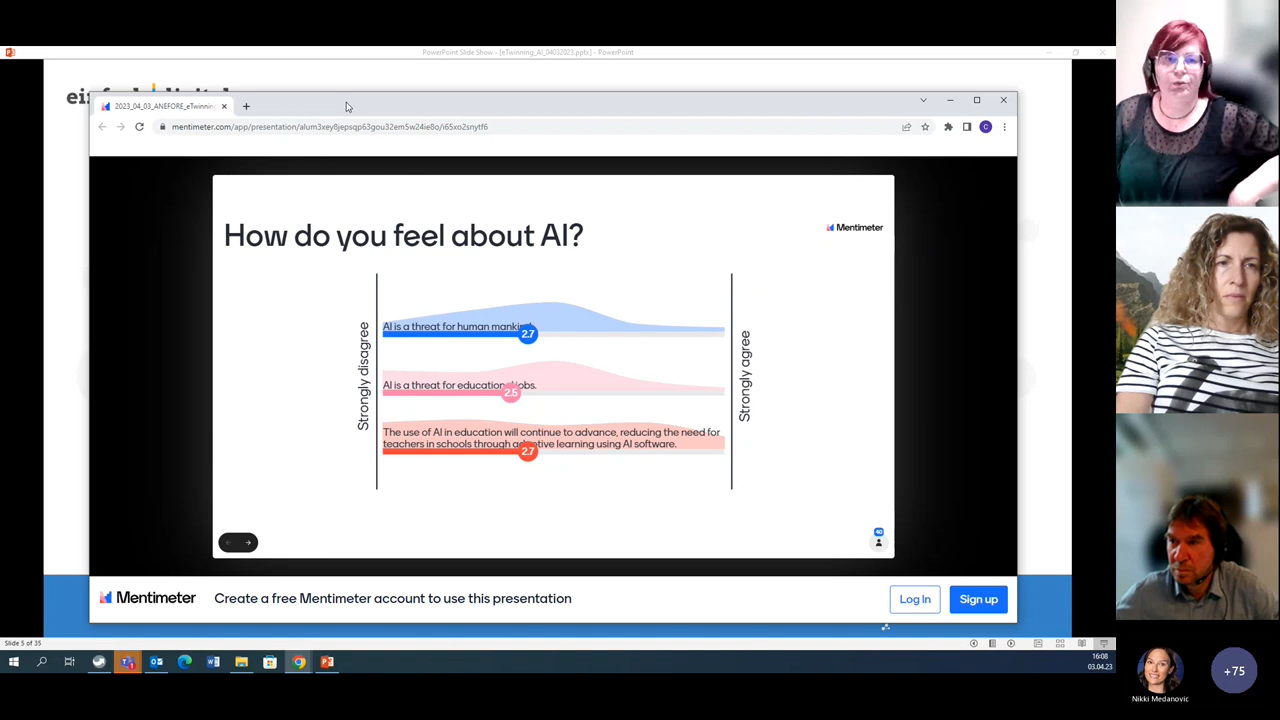 PowerPoint Slide Show - [eTwinning_AI_04032023.pptx] - PowerPoint
2023_04_03_ANEFORE_eTwinning
mentimeter.com/app/presentation/alum3xey8jepsqp63gou32em5w24ie8o/i65xo2snytf6
C
How do you feel about AI?
Mentimeter
Strongly disagree
AI is a threat for human
2.7
AI is a threat for education jobs.
2.5
The use of AI in education will continue to advance, reducing the need for
teachers in schools through adaptive learning using AI software.
2.7
Strongly agree
40
Mentimeter
Create a free Mentimeter account to use this presentation
Log In
Sign up
Slide 5 of 35
16:08
03.04.23
Nikki Medanovic
+75